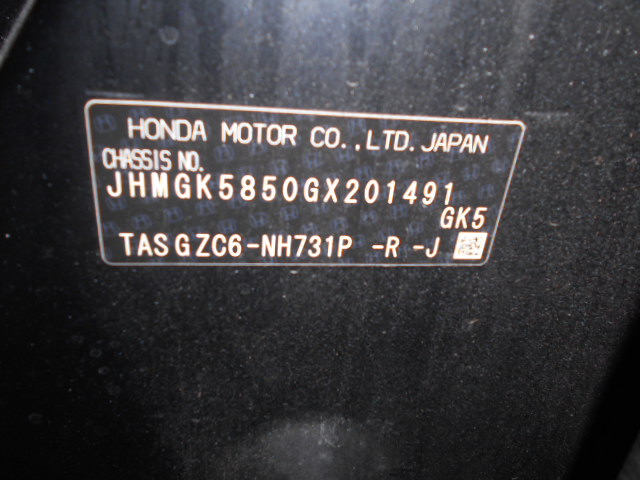 HONDA MOTOR CO.,LTD. JAPAN
CHASSIS NO.
JHMGK5850GX201491
GK5
TASGZC6-NH731P -R -J